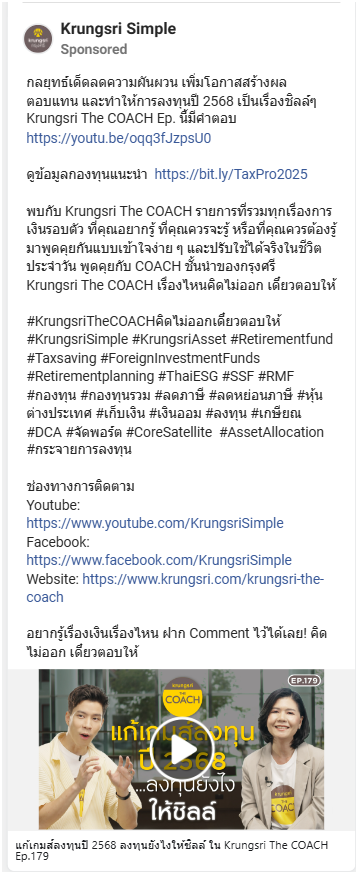 Krungsri Simple
Sponsored
กลยุทธ์เด็ดลดความผันผวน เพิ่มโอกาสสร้างผล
ตอบแทน และทำให้การลงทุนปี 2568 เป็นเรื่องชิลล์ๆ
Krungsri The COACH Ep. นี้มีคำตอบ
https://youtu.be/oqq3fJzpsU0
ดูข้อมูลกองทุนแนะนำ https://bit.ly/TaxPro2025
พบกับ Krungsri The COACH รายการที่รวมทุกเรื่องการ
เงินรอบตัว ที่คุณอยากรู้ ที่คุณควรจะรู้ หรือที่คุณควรต้องรู้
มาพูดคุยกันแบบเข้าใจง่าย ๆ และปรับใช้ได้จริงในชีวิต
ประจำวัน พูดคุยกับ COACH ชั้นนำของกรุงศรี
Krungsri The COACH เรื่องไหนคิดไม่ออก เดี๋ยวตอบให้
#KrungsriTheCOACHคิดไม่ออกเดี๋ยวตอบให้
#KrungsriSimple #KrungsriAsset #Retirementfund
#Taxsaving #ForeignInvestmentFunds
#Retirementplanning #ThaiESG #SSF #RMF
#กองทุน #กองทุนรวม #ลดภาษี #ลดหย่อนภาษี #หุ้น
ต่างประเทศ #เก็บเงิน #เงินออม #ลงทุน #เกษียณ
#DCA #จัดพอร์ต #CoreSatellite #AssetAllocation
#กระจายการลงทุน
ช่องทางการติดตาม
Youtube:
https://www.youtube.com/KrungsriSimple
Facebook:
https://www.facebook.com/KrungsriSimple
Website: https://www.krungsri.com/krungsri-the-
coach
อยากรู้เรื่องเงินเรื่องไหน ฝาก Comment ไว้ได้เลย! คิด
ไม่ออก เดี๋ยวตอบให้
EP.179
krungsri
THE
COACH
แก้เกมส์ลงทุน
ปี 2568
...ลงทุนยังไง
ให้ชิลล์
แก้เกมส์ลงทุนปี 2568 ลงทุนยังไงให้ชิลล์ ใน Krungsri The COACH
Ep.179